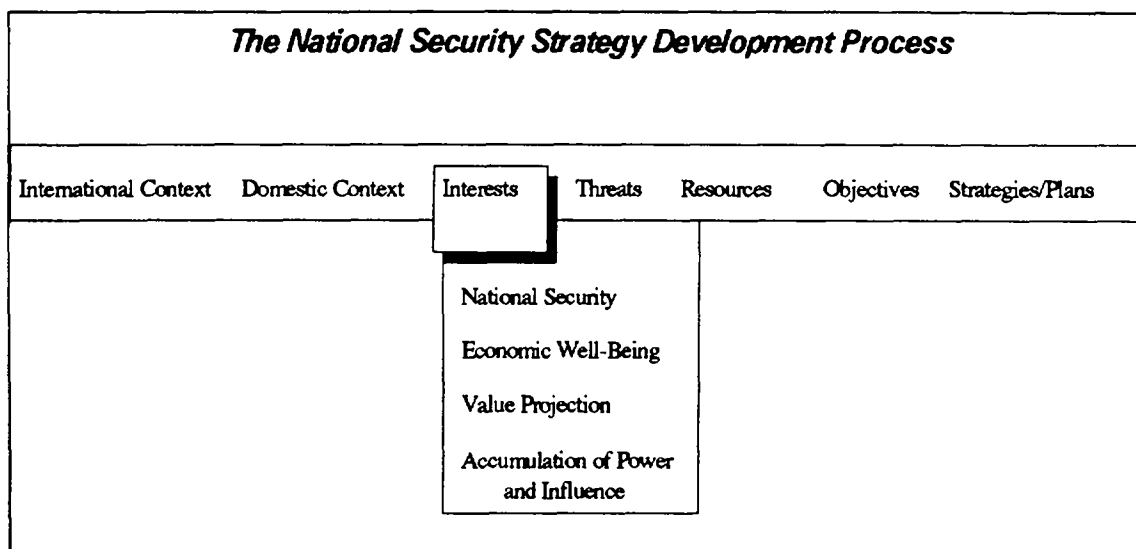 The National Security Strategy Development Process
International Context Domestic Context Interests Threats Resources Objectives Strategies/Plans
National Security
Economic Well-Being
Value Projection
Accumulation of Power
and Influence